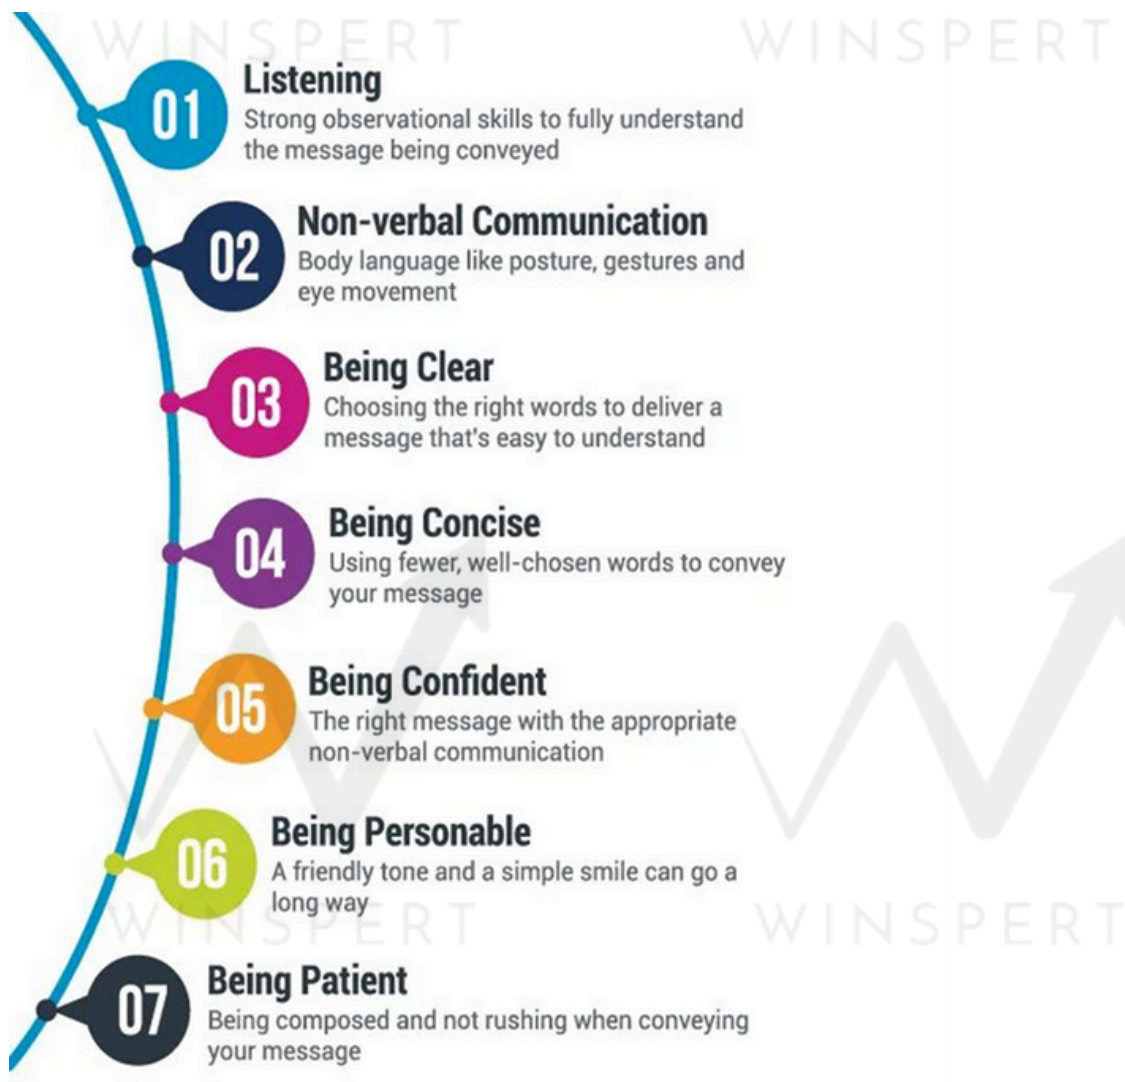 WINSPERT WINSPERT
01
Listening
Strong observational skills to fully understand
the message being conveyed
02
Non-verbal Communication
Body language like posture, gestures and
eye movement
03
Being Clear
Choosing the right words to deliver a
message that's easy to understand
04
Being Concise
Using fewer, well-chosen words to convey
your message
05
Being Confident
The right message with the appropriate
non-verbal communication
06
Being Personable
A friendly tone and a simple smile can go a
long way
WINSPERT WINSPERT
07
Being Patient
Being composed and not rushing when conveying
your message